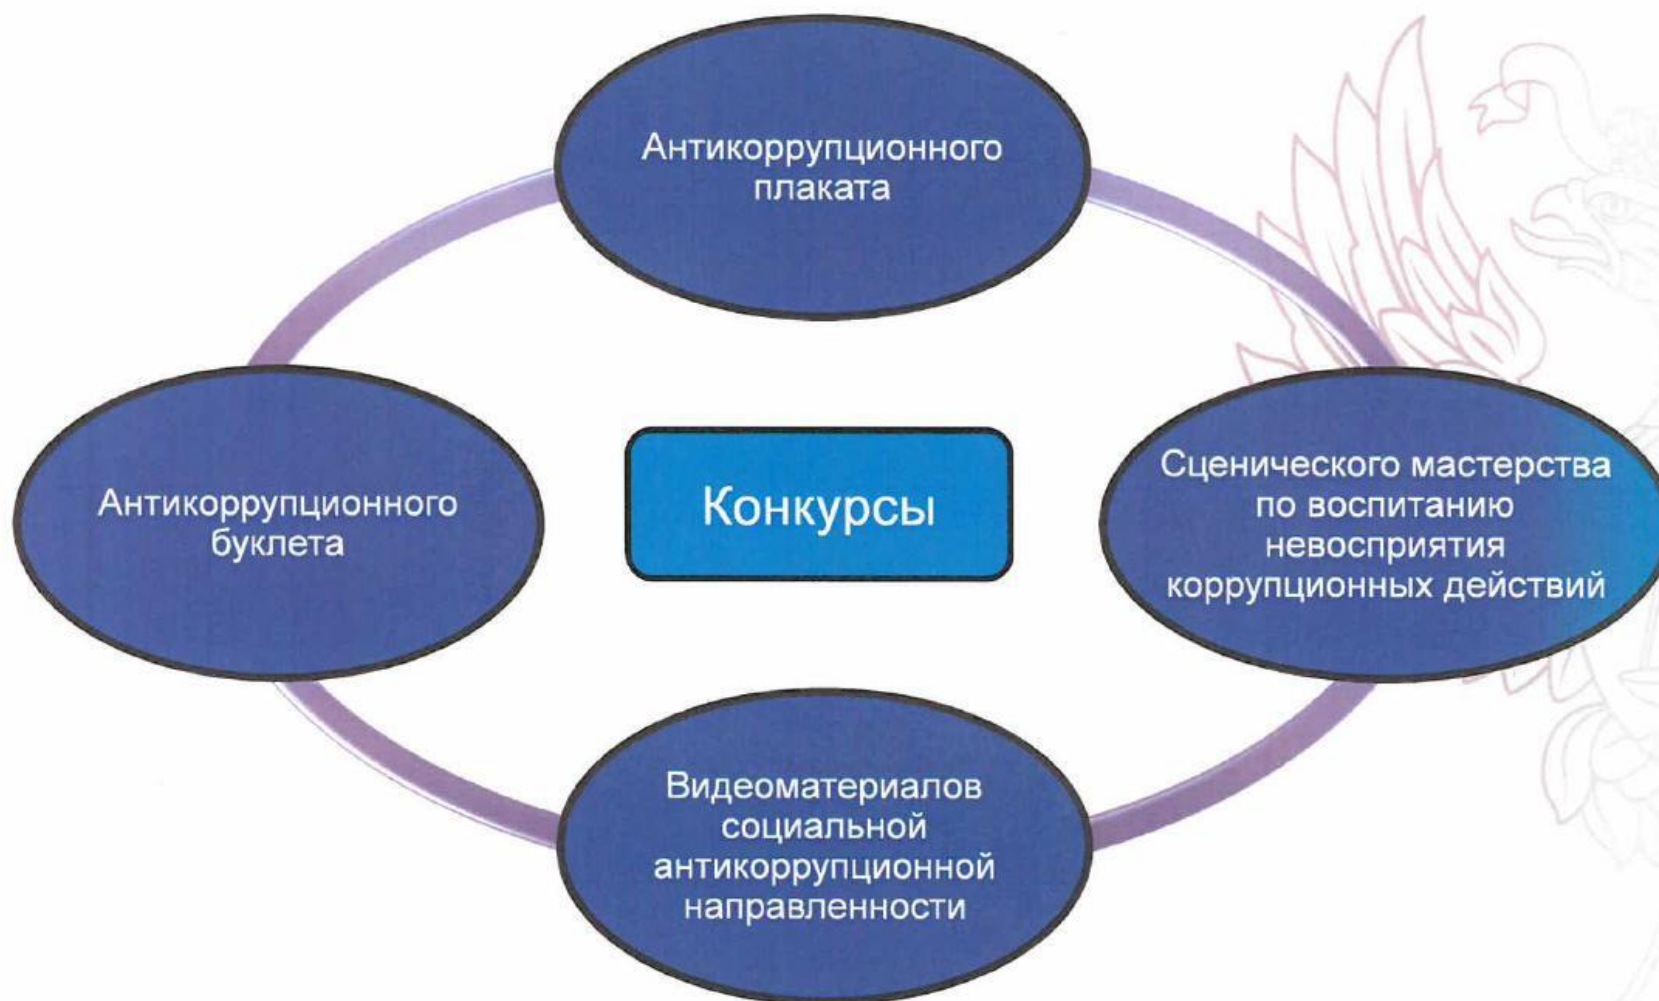 Антикоррупционного
плаката
Антикоррупционного
буклета
Конкурсы
Сценического мастерства
по воспитанию
невосприятия
коррупционных действий
Видеоматериалов
социальной
антикоррупционной
направленности